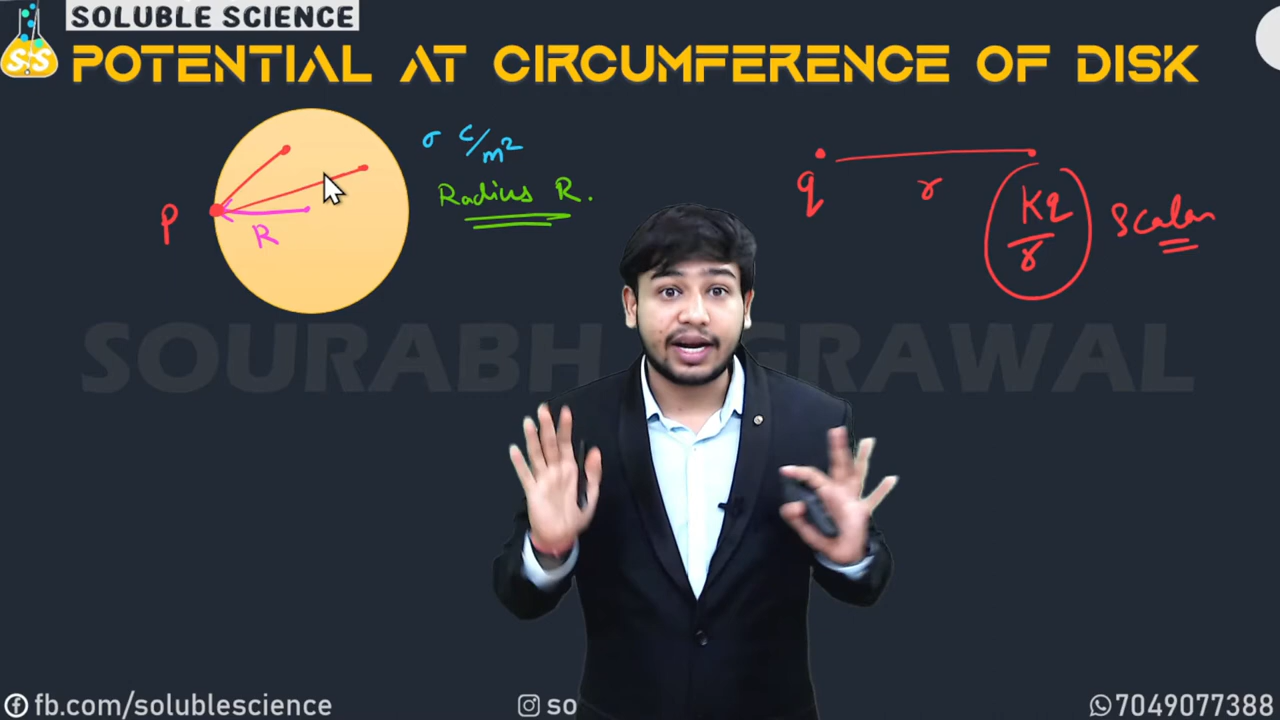 SOLUBLE SCIENCE
S S
POTENTIAL AT CIRCUMFERENCE OF DISK
σ C/m²
Radius R.
P
R
q
r
Kq/r
Scalar
SOURABH GRAWAL
fb.com/solublescience
so
7049077388